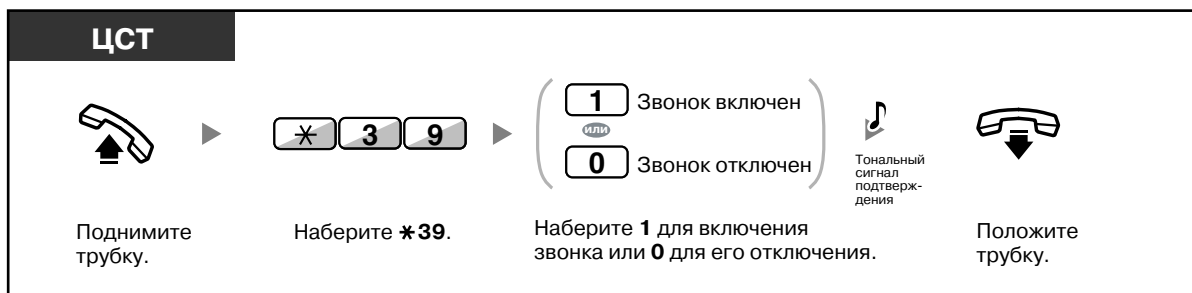 ЦСТ
1 Звонок включен
или
✱ 3 9
0 Звонок отключен
Тональный
сигнал
подтверж-
дения
Поднимите
трубку.
Наберите ✱39.
Наберите 1 для включения
звонка или 0 для его отключения.
Положите
трубку.